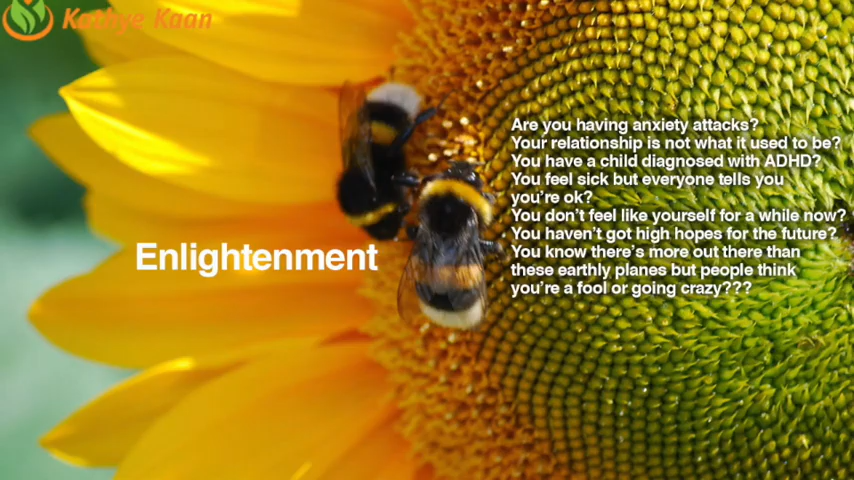 Kathye Kaan
Enlightenment
Are you having anxiety attacks?
Your relationship is not what it used to be?
You have a child diagnosed with ADHD?
You feel sick but everyone tells you
you're ok?
You don't feel like yourself for a while now?
You haven't got high hopes for the future?
You know there's more out there than
these earthly planes but people think
you're a fool or going crazy???